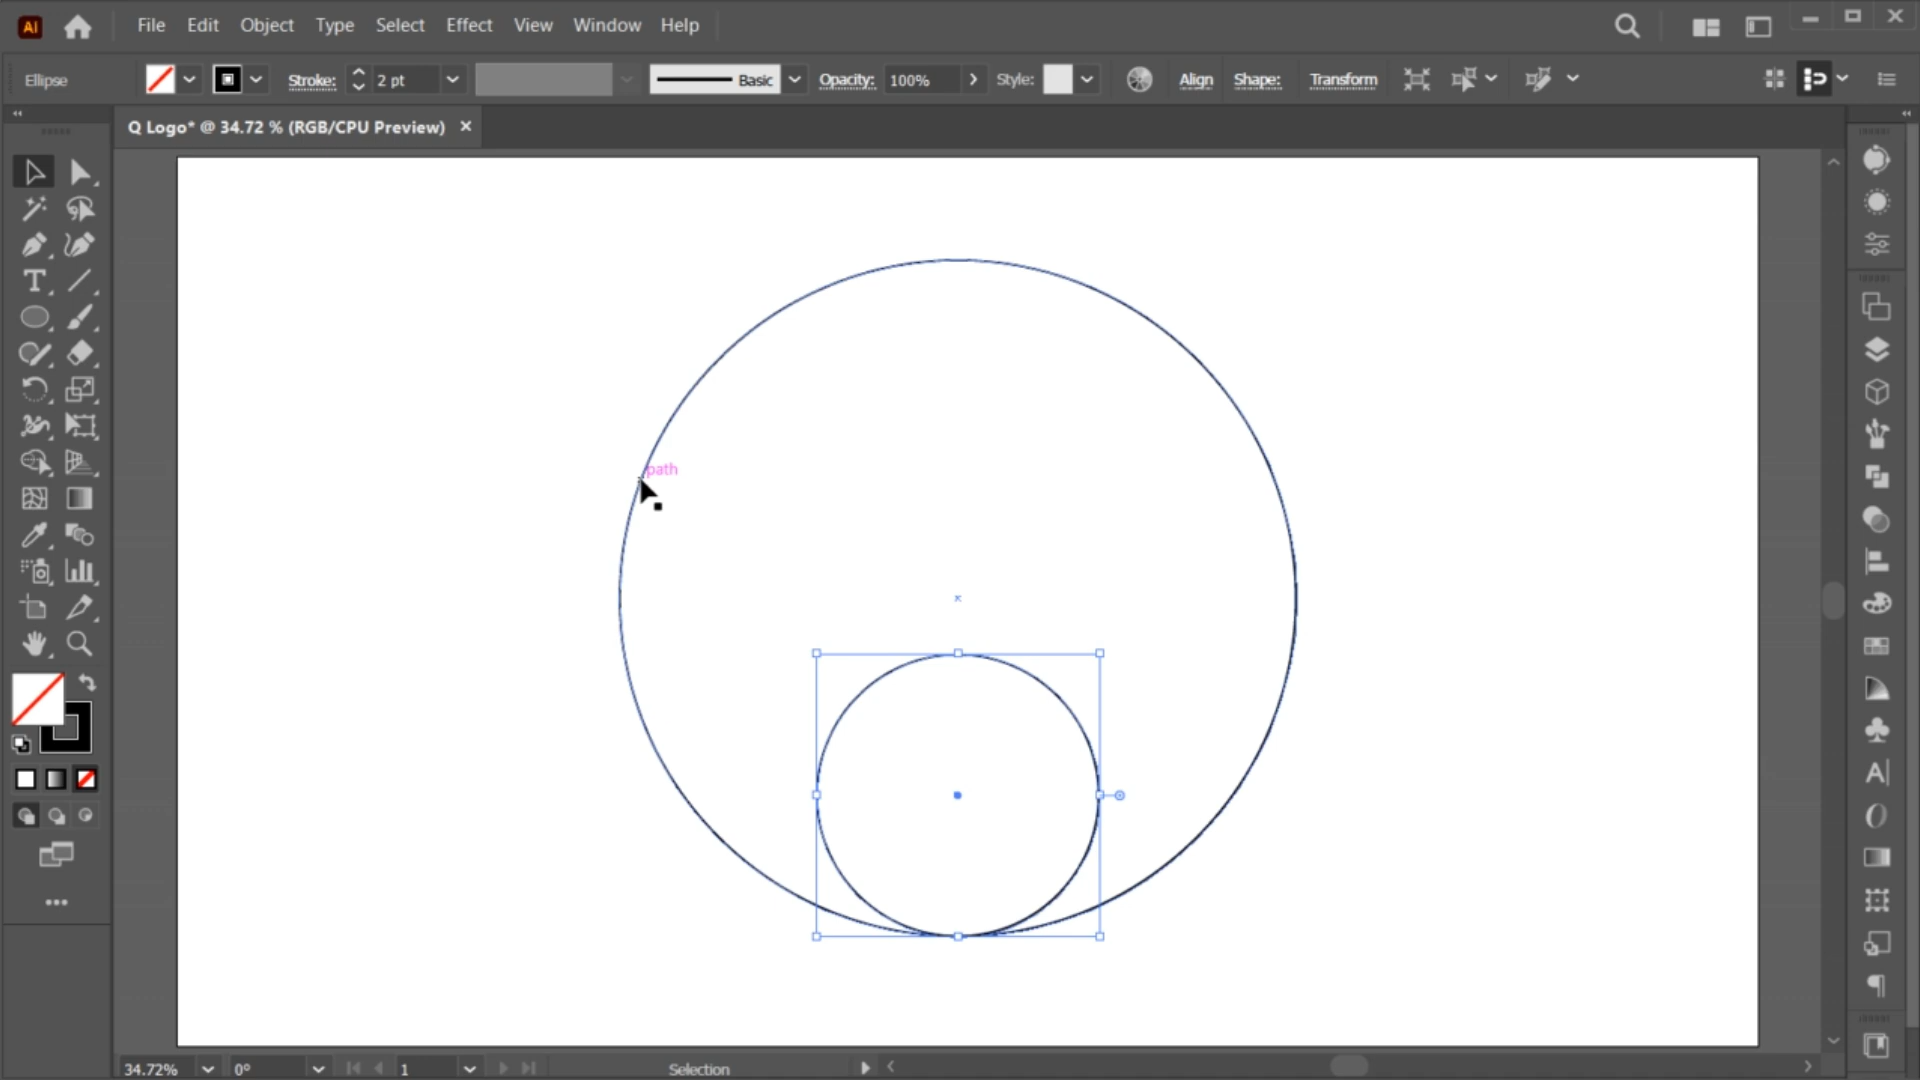 Ai File Edit Object Type Select Effect View Window Help
Ellipse Stroke: 2 pt Basic Opacity: 100% Style: Align Shape: Transform
Q Logo* @ 34.72 % (RGB/CPU Preview)
path
34.72% 0° 1 Selection